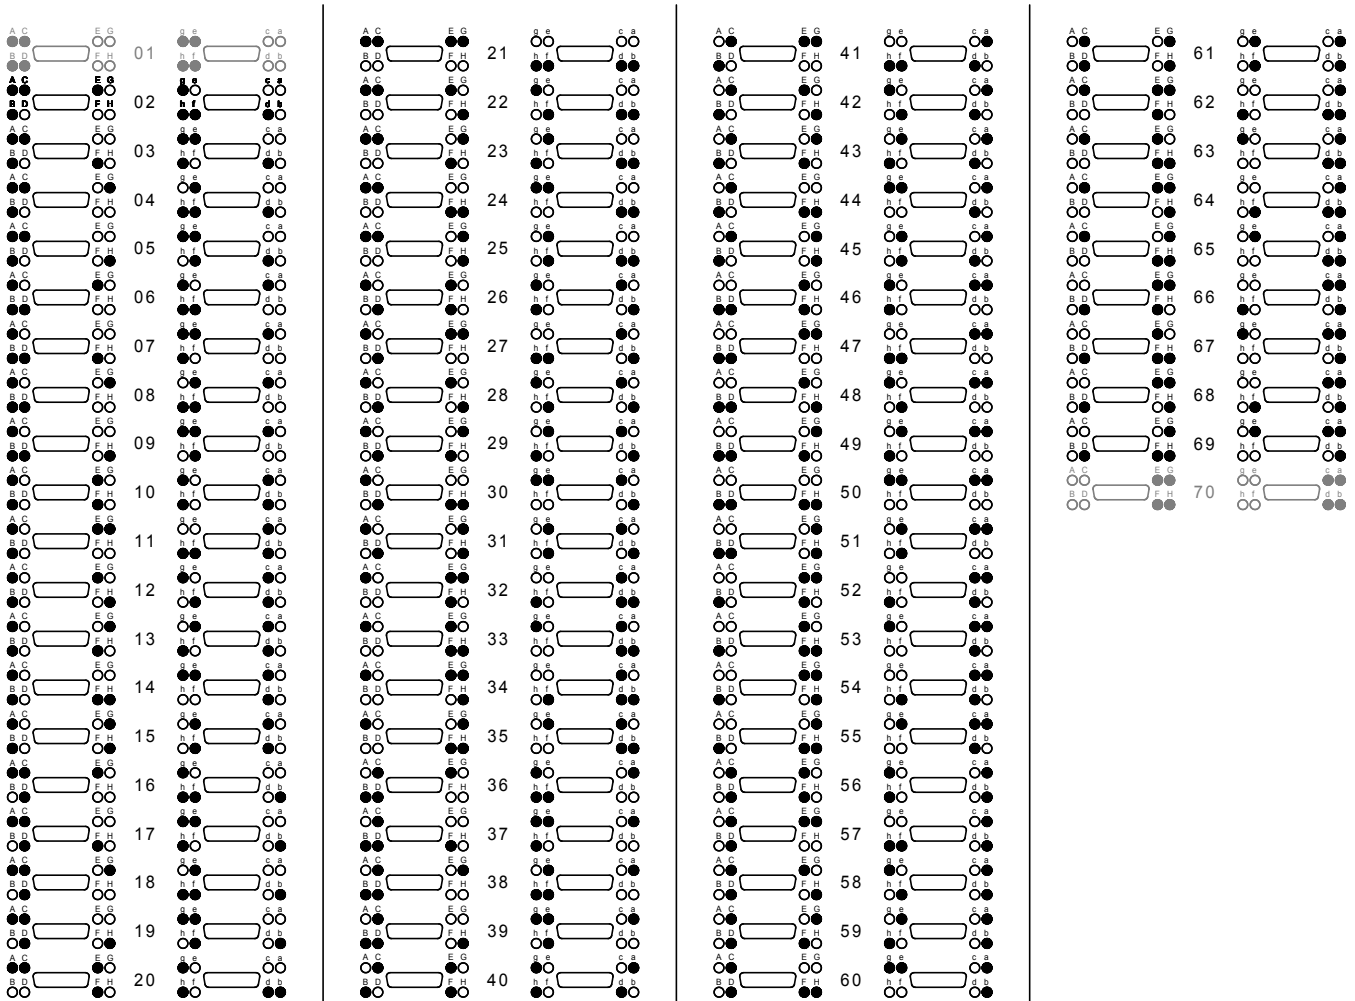 A C E G g e c a
B D F H 01 h f d b
A C E G g e c a
B D F H 02 h f d b
A C E G g e c a
B D F H 03 h f d b
A C E G g e c a
B D F H 04 h f d b
A C E G g e c a
B D F H 05 h f d b
A C E G g e c a
B D F H 06 h f d b
A C E G g e c a
B D F H 07 h f d b
A C E G g e c a
B D F H 08 h f d b
A C E G g e c a
B D F H 09 h f d b
A C E G g e c a
B D F H 10 h f d b
A C E G g e c a
B D F H 11 h f d b
A C E G g e c a
B D F H 12 h f d b
A C E G g e c a
B D F H 13 h f d b
A C E G g e c a
B D F H 14 h f d b
A C E G g e c a
B D F H 15 h f d b
A C E G g e c a
B D F H 16 h f d b
A C E G g e c a
B D F H 17 h f d b
A C E G g e c a
B D F H 18 h f d b
A C E G g e c a
B D F H 19 h f d b
A C E G g e c a
B D F H 20 h f d b
A C E G g e c a
B D F H 21 h f d b
A C E G g e c a
B D F H 22 h f d b
A C E G g e c a
B D F H 23 h f d b
A C E G g e c a
B D F H 24 h f d b
A C E G g e c a
B D F H 25 h f d b
A C E G g e c a
B D F H 26 h f d b
A C E G g e c a
B D F H 27 h f d b
A C E G g e c a
B D F H 28 h f d b
A C E G g e c a
B D F H 29 h f d b
A C E G g e c a
B D F H 30 h f d b
A C E G g e c a
B D F H 31 h f d b
A C E G g e c a
B D F H 32 h f d b
A C E G g e c a
B D F H 33 h f d b
A C E G g e c a
B D F H 34 h f d b
A C E G g e c a
B D F H 35 h f d b
A C E G g e c a
B D F H 36 h f d b
A C E G g e c a
B D F H 37 h f d b
A C E G g e c a
B D F H 38 h f d b
A C E G g e c a
B D F H 39 h f d b
A C E G g e c a
B D F H 40 h f d b
A C E G g e c a
B D F H 41 h f d b
A C E G g e c a
B D F H 42 h f d b
A C E G g e c a
B D F H 43 h f d b
A C E G g e c a
B D F H 44 h f d b
A C E G g e c a
B D F H 45 h f d b
A C E G g e c a
B D F H 46 h f d b
A C E G g e c a
B D F H 47 h f d b
A C E G g e c a
B D F H 48 h f d b
A C E G g e c a
B D F H 49 h f d b
A C E G g e c a
B D F H 50 h f d b
A C E G g e c a
B D F H 51 h f d b
A C E G g e c a
B D F H 52 h f d b
A C E G g e c a
B D F H 53 h f d b
A C E G g e c a
B D F H 54 h f d b
A C E G g e c a
B D F H 55 h f d b
A C E G g e c a
B D F H 56 h f d b
A C E G g e c a
B D F H 57 h f d b
A C E G g e c a
B D F H 58 h f d b
A C E G g e c a
B D F H 59 h f d b
A C E G g e c a
B D F H 60 h f d b
A C E G g e c a
B D F H 61 h f d b
A C E G g e c a
B D F H 62 h f d b
A C E G g e c a
B D F H 63 h f d b
A C E G g e c a
B D F H 64 h f d b
A C E G g e c a
B D F H 65 h f d b
A C E G g e c a
B D F H 66 h f d b
A C E G g e c a
B D F H 67 h f d b
A C E G g e c a
B D F H 68 h f d b
A C E G g e c a
B D F H 69 h f d b
A C E G g e c a
B D F H 70 h f d b